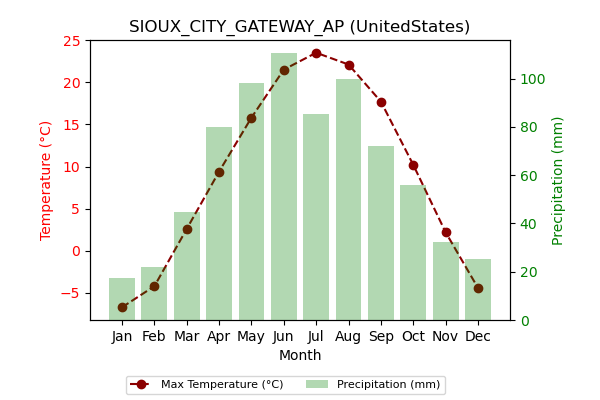 SIOUX_CITY_GATEWAY_AP (UnitedStates)
25
20
15
10
5
0
−5
Temperature (°C)
100
80
60
40
20
0
Precipitation (mm)
Jan Feb Mar Apr May Jun Jul Aug Sep Oct Nov Dec
Month
Max Temperature (°C) Precipitation (mm)